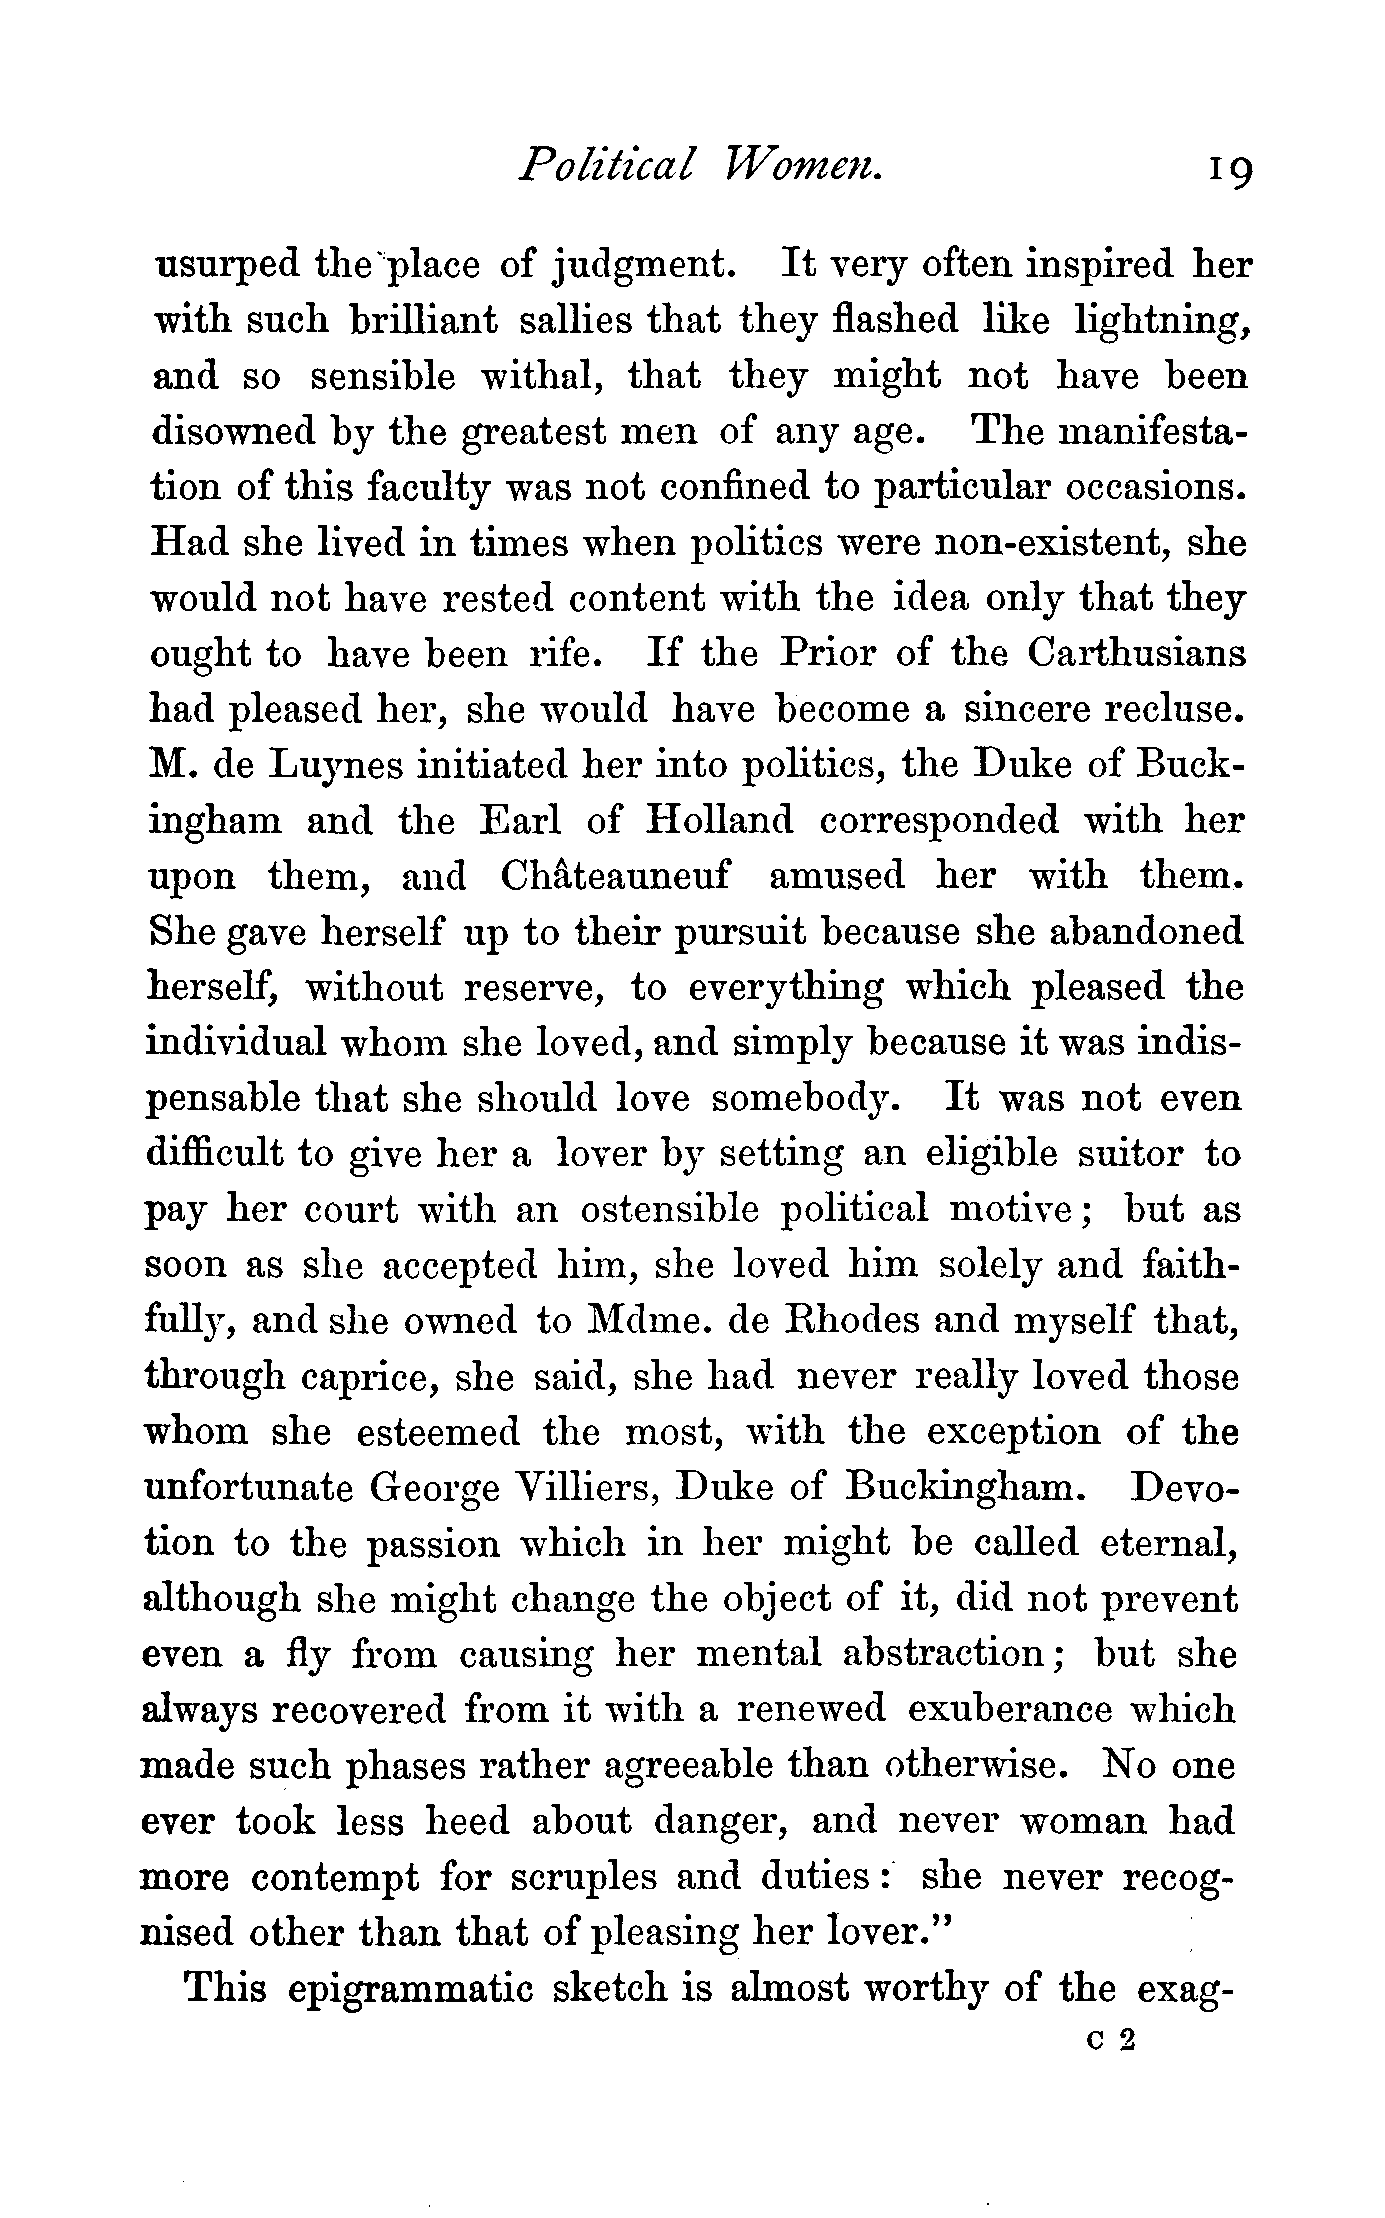 Political Women. 19
usurped the place of judgment. It very often inspired her
with such brilliant sallies that they flashed like lightning,
and so sensible withal, that they might not have been
disowned by the greatest men of any age. The manifesta-
tion of this faculty was not confined to particular occasions.
Had she lived in times when politics were non-existent, she
would not have rested content with the idea only that they
ought to have been rife. If the Prior of the Carthusians
had pleased her, she would have become a sincere recluse.
M. de Luynes initiated her into politics, the Duke of Buck-
ingham and the Earl of Holland corresponded with her
upon them, and Châteauneuf amused her with them.
She gave herself up to their pursuit because she abandoned
herself, without reserve, to everything which pleased the
individual whom she loved, and simply because it was indis-
pensable that she should love somebody. It was not even
difficult to give her a lover by setting an eligible suitor to
pay her court with an ostensible political motive; but as
soon as she accepted him, she loved him solely and faith-
fully, and she owned to Mdme. de Rhodes and myself that,
through caprice, she said, she had never really loved those
whom she esteemed the most, with the exception of the
unfortunate George Villiers, Duke of Buckingham. Devo-
tion to the passion which in her might be called eternal,
although she might change the object of it, did not prevent
even a fly from causing her mental abstraction; but she
always recovered from it with a renewed exuberance which
made such phases rather agreeable than otherwise. No one
ever took less heed about danger, and never woman had
more contempt for scruples and duties: she never recog-
nised other than that of pleasing her lover."
This epigrammatic sketch is almost worthy of the exag-
C 2